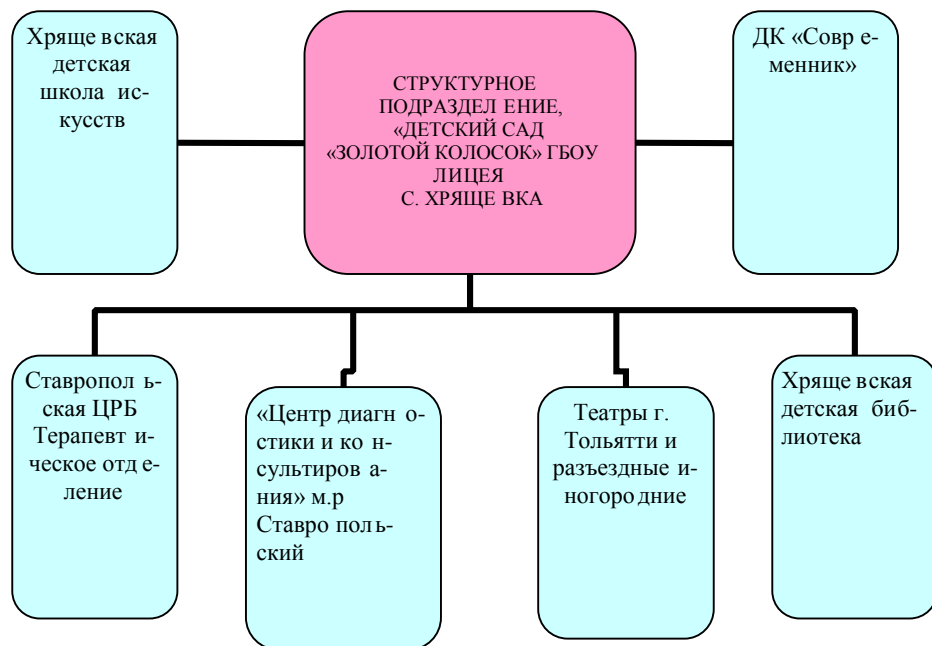 Хряще вская
детская
школа ис-
кусств
СТРУКТУРНОЕ
ПОДРАЗДЕЛ ЕНИЕ,
«ДЕТСКИЙ САД
«ЗОЛОТОЙ КОЛОСОК» ГБОУ
ЛИЦЕЯ
С. ХРЯЩЕ ВКА
ДК «Совр е-
менник»
Ставропол ь-
ская ЦРБ
Терапевт и-
ческое отд е-
ление
«Центр диагн о-
стики и ко н-
сультиров а-
ния» м.р
Ставро поль-
ский
Театры г.
Тольятти и
разъездные и-
ногородние
Хряще вская
детская биб-
лиотека